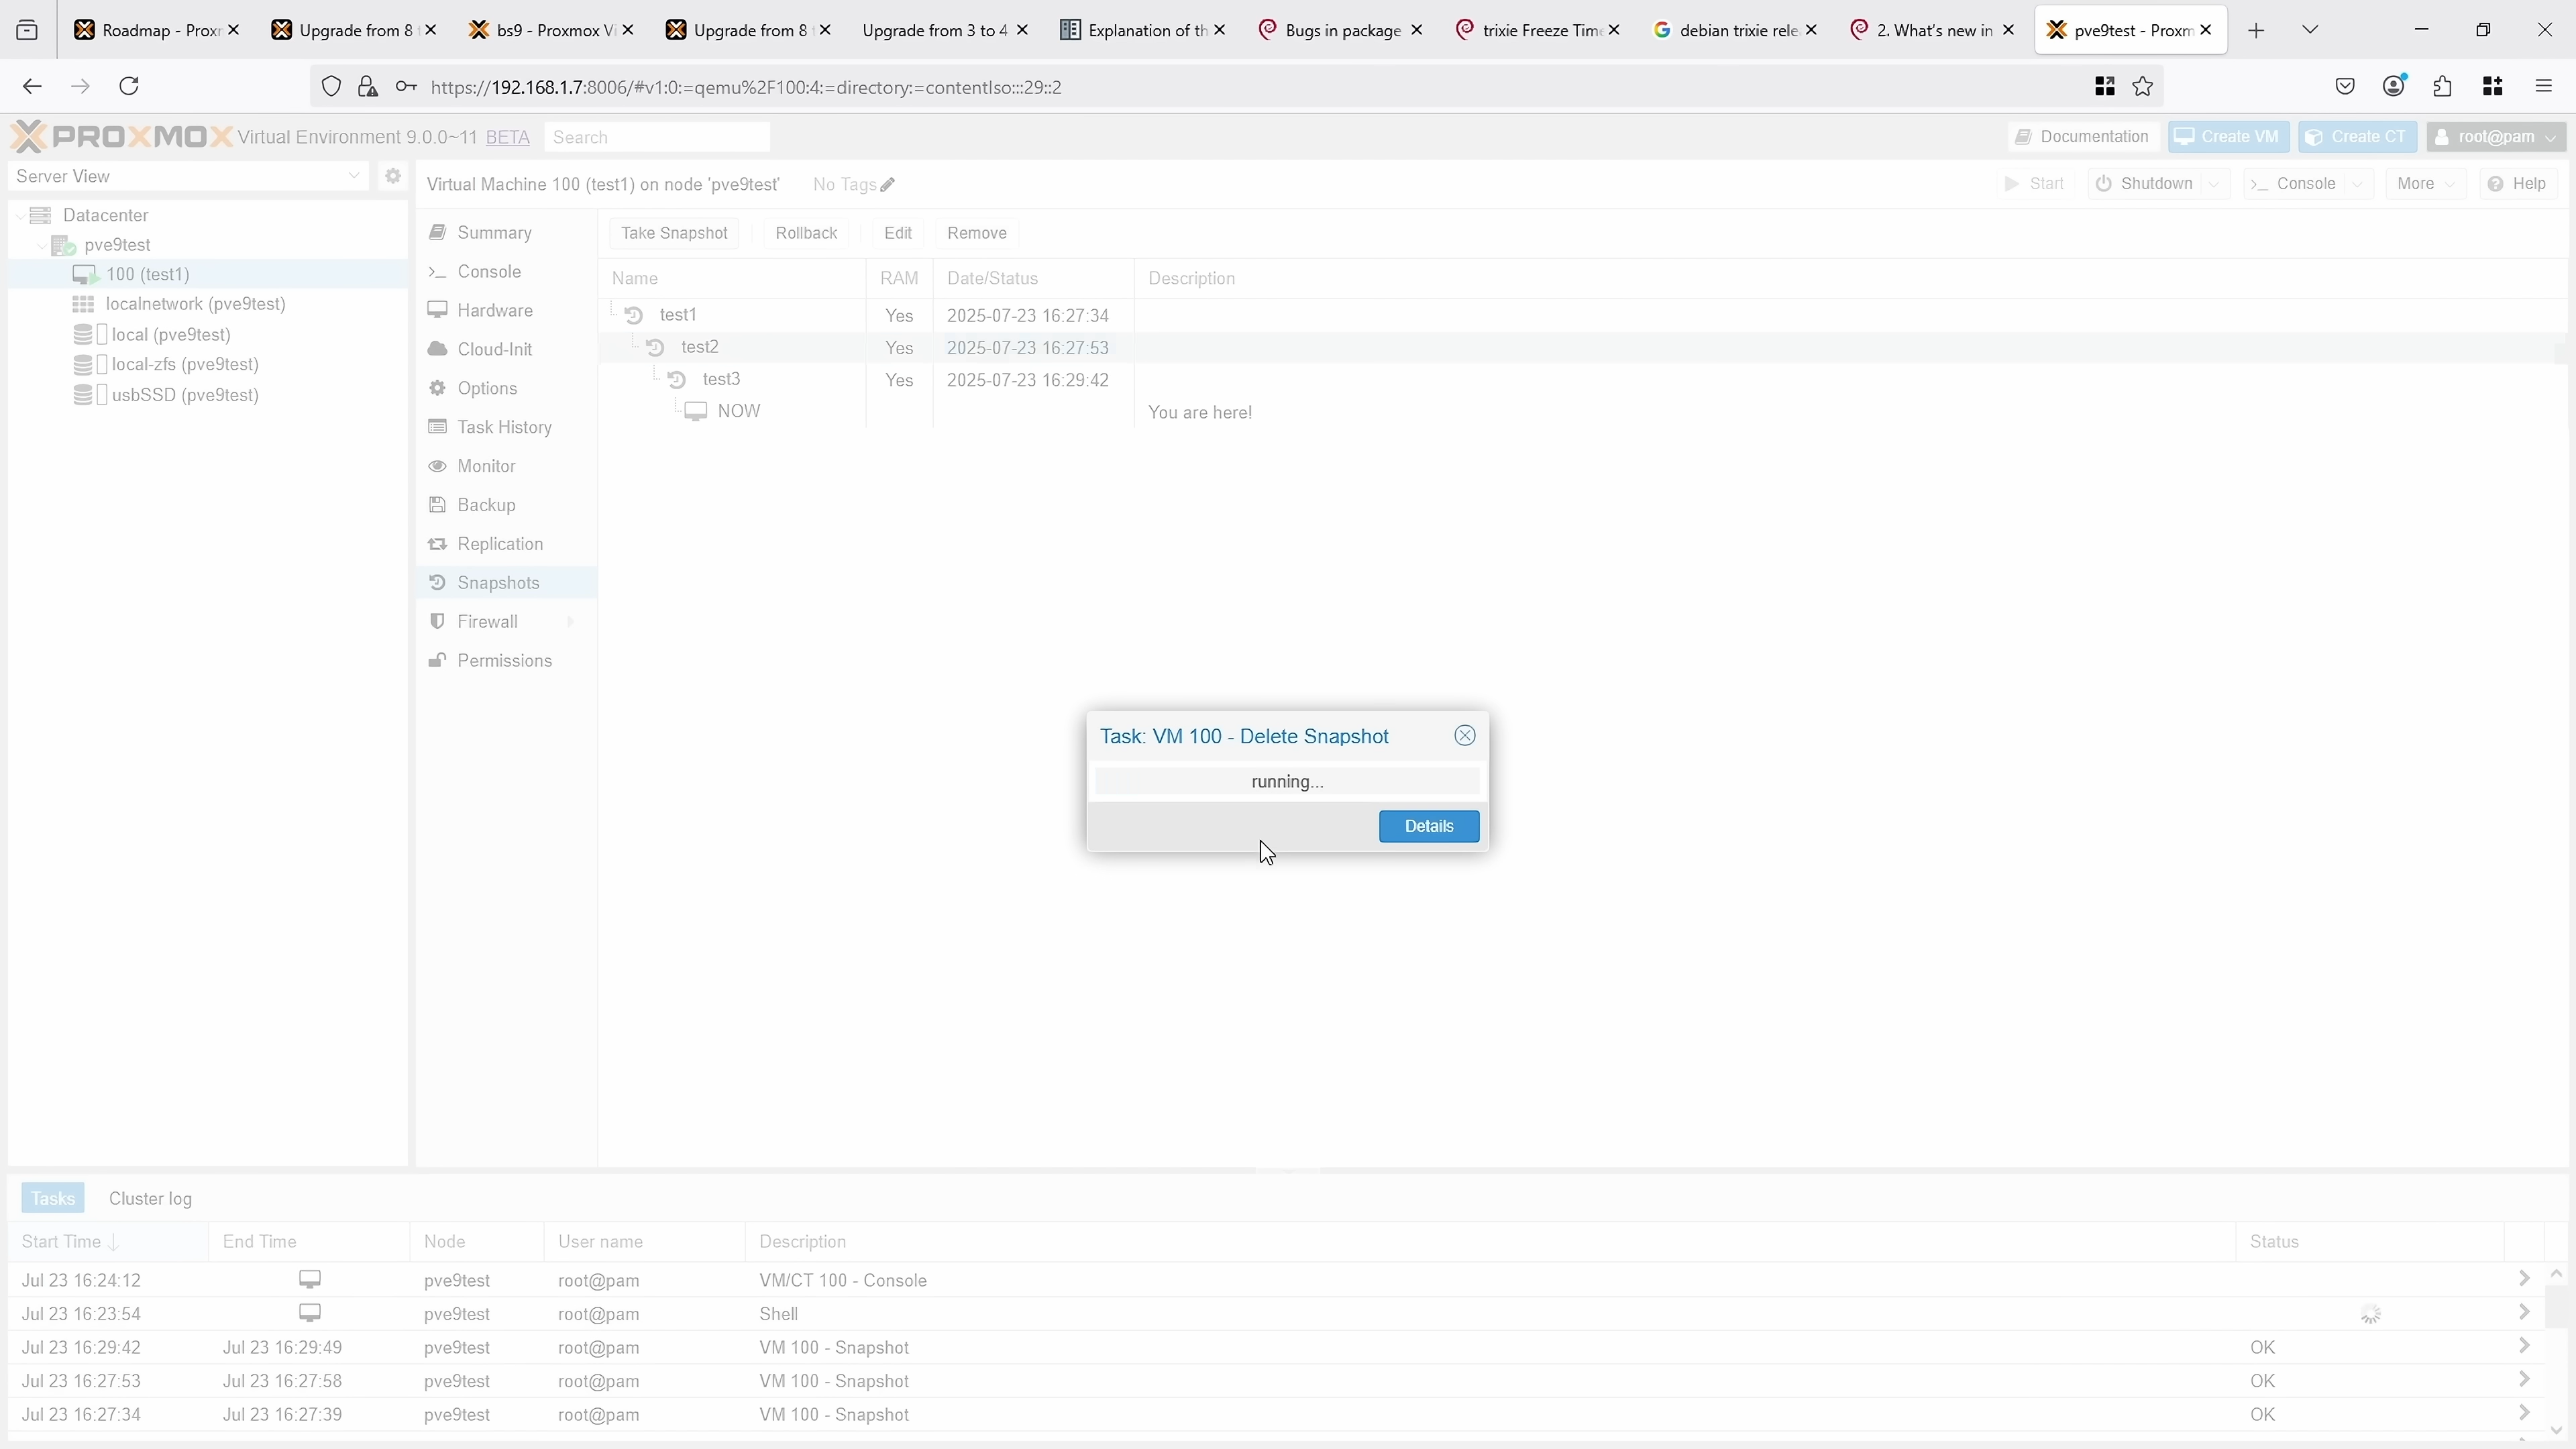 Roadmap - Proxm
Upgrade from 8 t
bs9 - Proxmox Vi
Upgrade from 8 t
Upgrade from 3 to 4
Explanation of th
Bugs in package
trixie Freeze Time
debian trixie rele
2. What's new in
pve9test - Proxm
https://192.168.1.7:8006/#v1:0:=qemu%2F100:4:=directory:=contentIso:::29::2
PROXMOX Virtual Environment 9.0.0~11 BETA
Search
Documentation
Create VM
Create CT
root@pam
Server View
Virtual Machine 100 (test1) on node 'pve9test'
No Tags
Start
Shutdown
Console
More
Help
Datacenter
pve9test
100 (test1)
localnetwork (pve9test)
local (pve9test)
local-zfs (pve9test)
usbSSD (pve9test)
Summary
Console
Hardware
Cloud-Init
Options
Task History
Monitor
Backup
Replication
Snapshots
Firewall
Permissions
Take Snapshot
Rollback
Edit
Remove
Name RAM Date/Status Description
test1 Yes 2025-07-23 16:27:34
test2 Yes 2025-07-23 16:27:53
test3 Yes 2025-07-23 16:29:42
NOW You are here!
Task: VM 100 - Delete Snapshot
running...
Details
Tasks
Cluster log
Start Time End Time Node User name Description Status
Jul 23 16:24:12 pve9test root@pam VM/CT 100 - Console
Jul 23 16:23:54 pve9test root@pam Shell
Jul 23 16:29:42 Jul 23 16:29:49 pve9test root@pam VM 100 - Snapshot OK
Jul 23 16:27:53 Jul 23 16:27:58 pve9test root@pam VM 100 - Snapshot OK
Jul 23 16:27:34 Jul 23 16:27:39 pve9test root@pam VM 100 - Snapshot OK